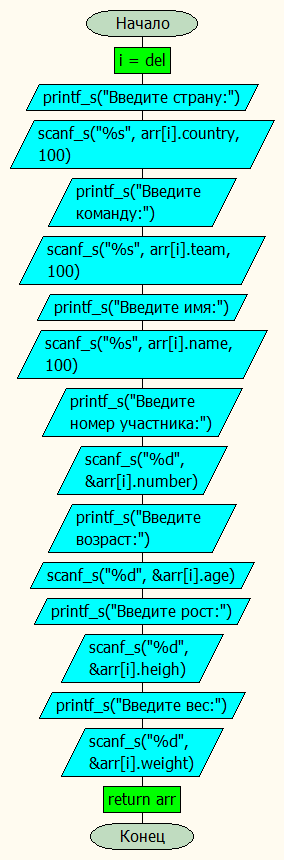 Начало
i = del
printf_s("Введите страну:")
scanf_s("%s", arr[i].country,
100)
printf_s("Введите
команду:")
scanf_s("%s", arr[i].team,
100)
printf_s("Введите имя:")
scanf_s("%s", arr[i].name,
100)
printf_s("Введите
номер участника:")
scanf_s("%d",
&arr[i].number)
printf_s("Введите
возраст:")
scanf_s("%d", &arr[i].age)
printf_s("Введите рост:")
scanf_s("%d",
&arr[i].heigh)
printf_s("Введите вес:")
scanf_s("%d",
&arr[i].weight)
return arr
Конец